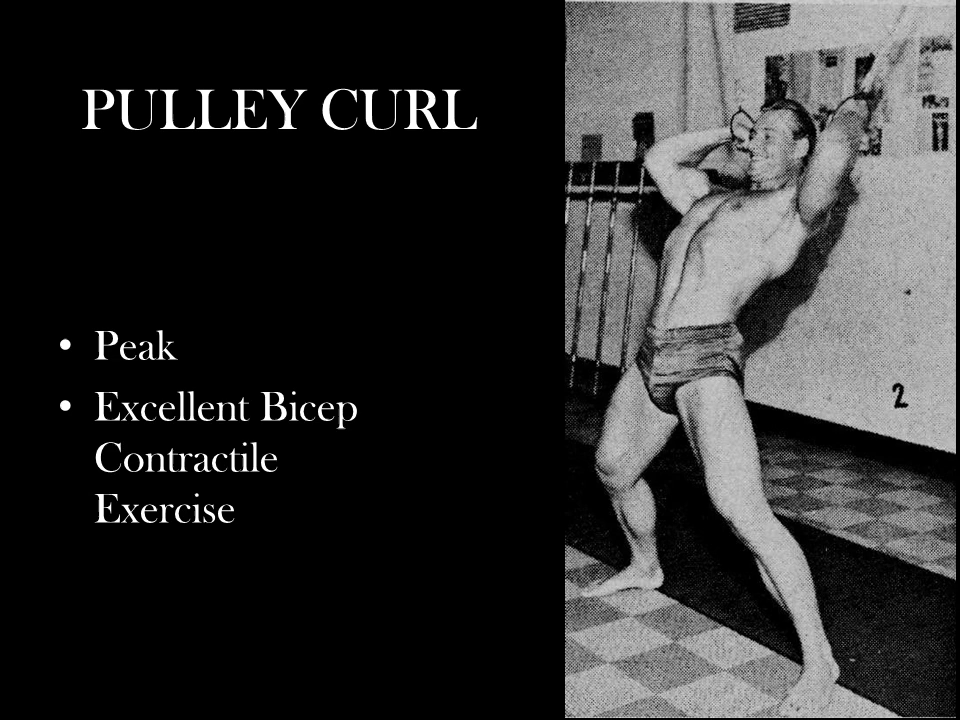 PULLEY CURL
• Peak
• Excellent Bicep
Contractile
Exercise
2